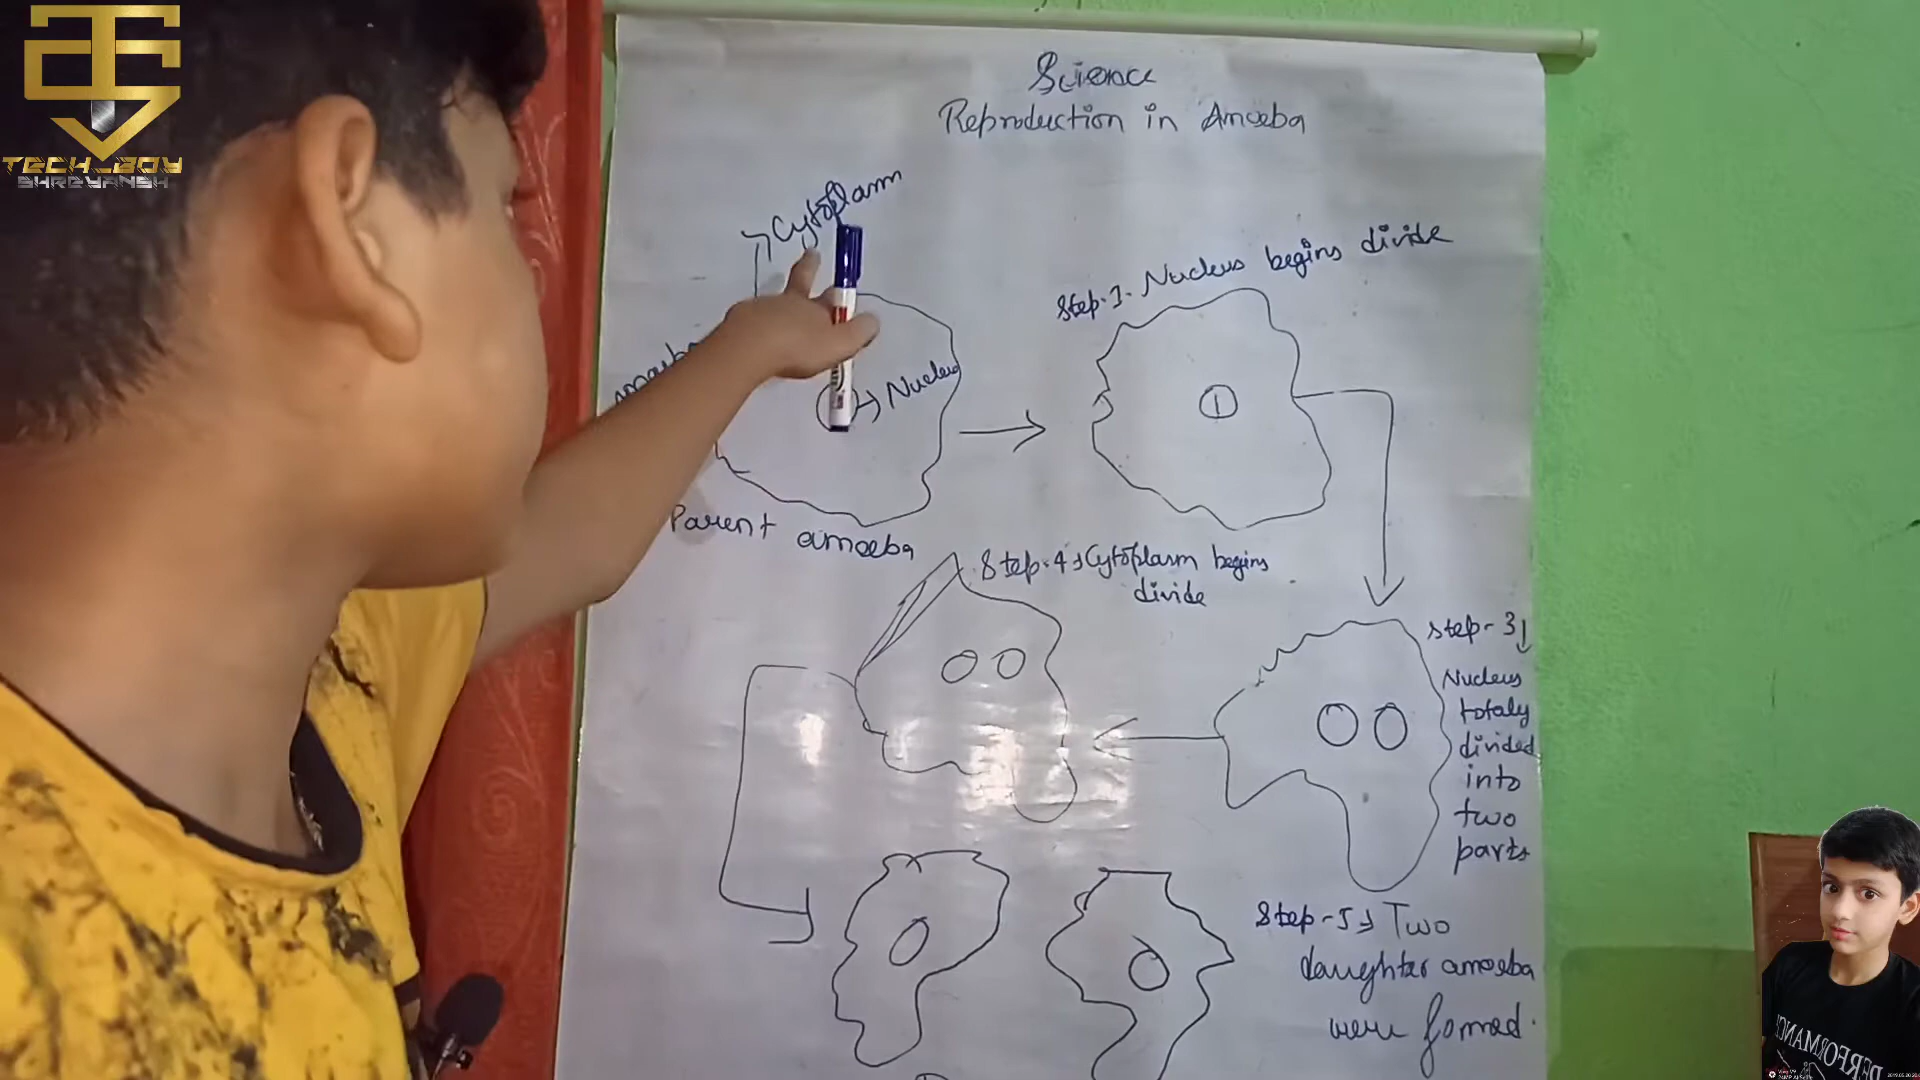 TECH_BOY
SHREYANSH
Science
Reproduction in Amoeba
Cytoplasm
Nucleus
Parent amoeba
Step-1. Nucleus begins divide
Step-3
Nucleus
totaly
divided
into
two
parts
Step-4 Cytoplasm begins
divide
Step-5 Two
daughter amoeba
were formed.
PERFORMANC